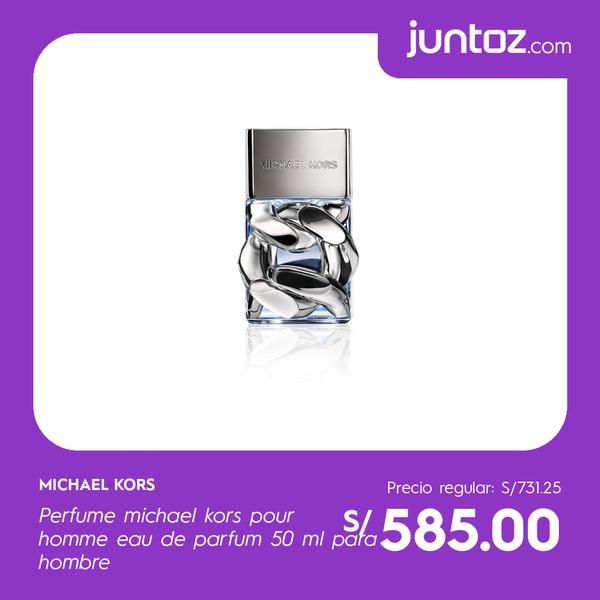 juntoz.com
MICHAEL KORS
MICHAEL KORS
Precio regular: S/731.25
Perfume michael kors pour
homme eau de parfum 50 ml para
hombre
S/585.00